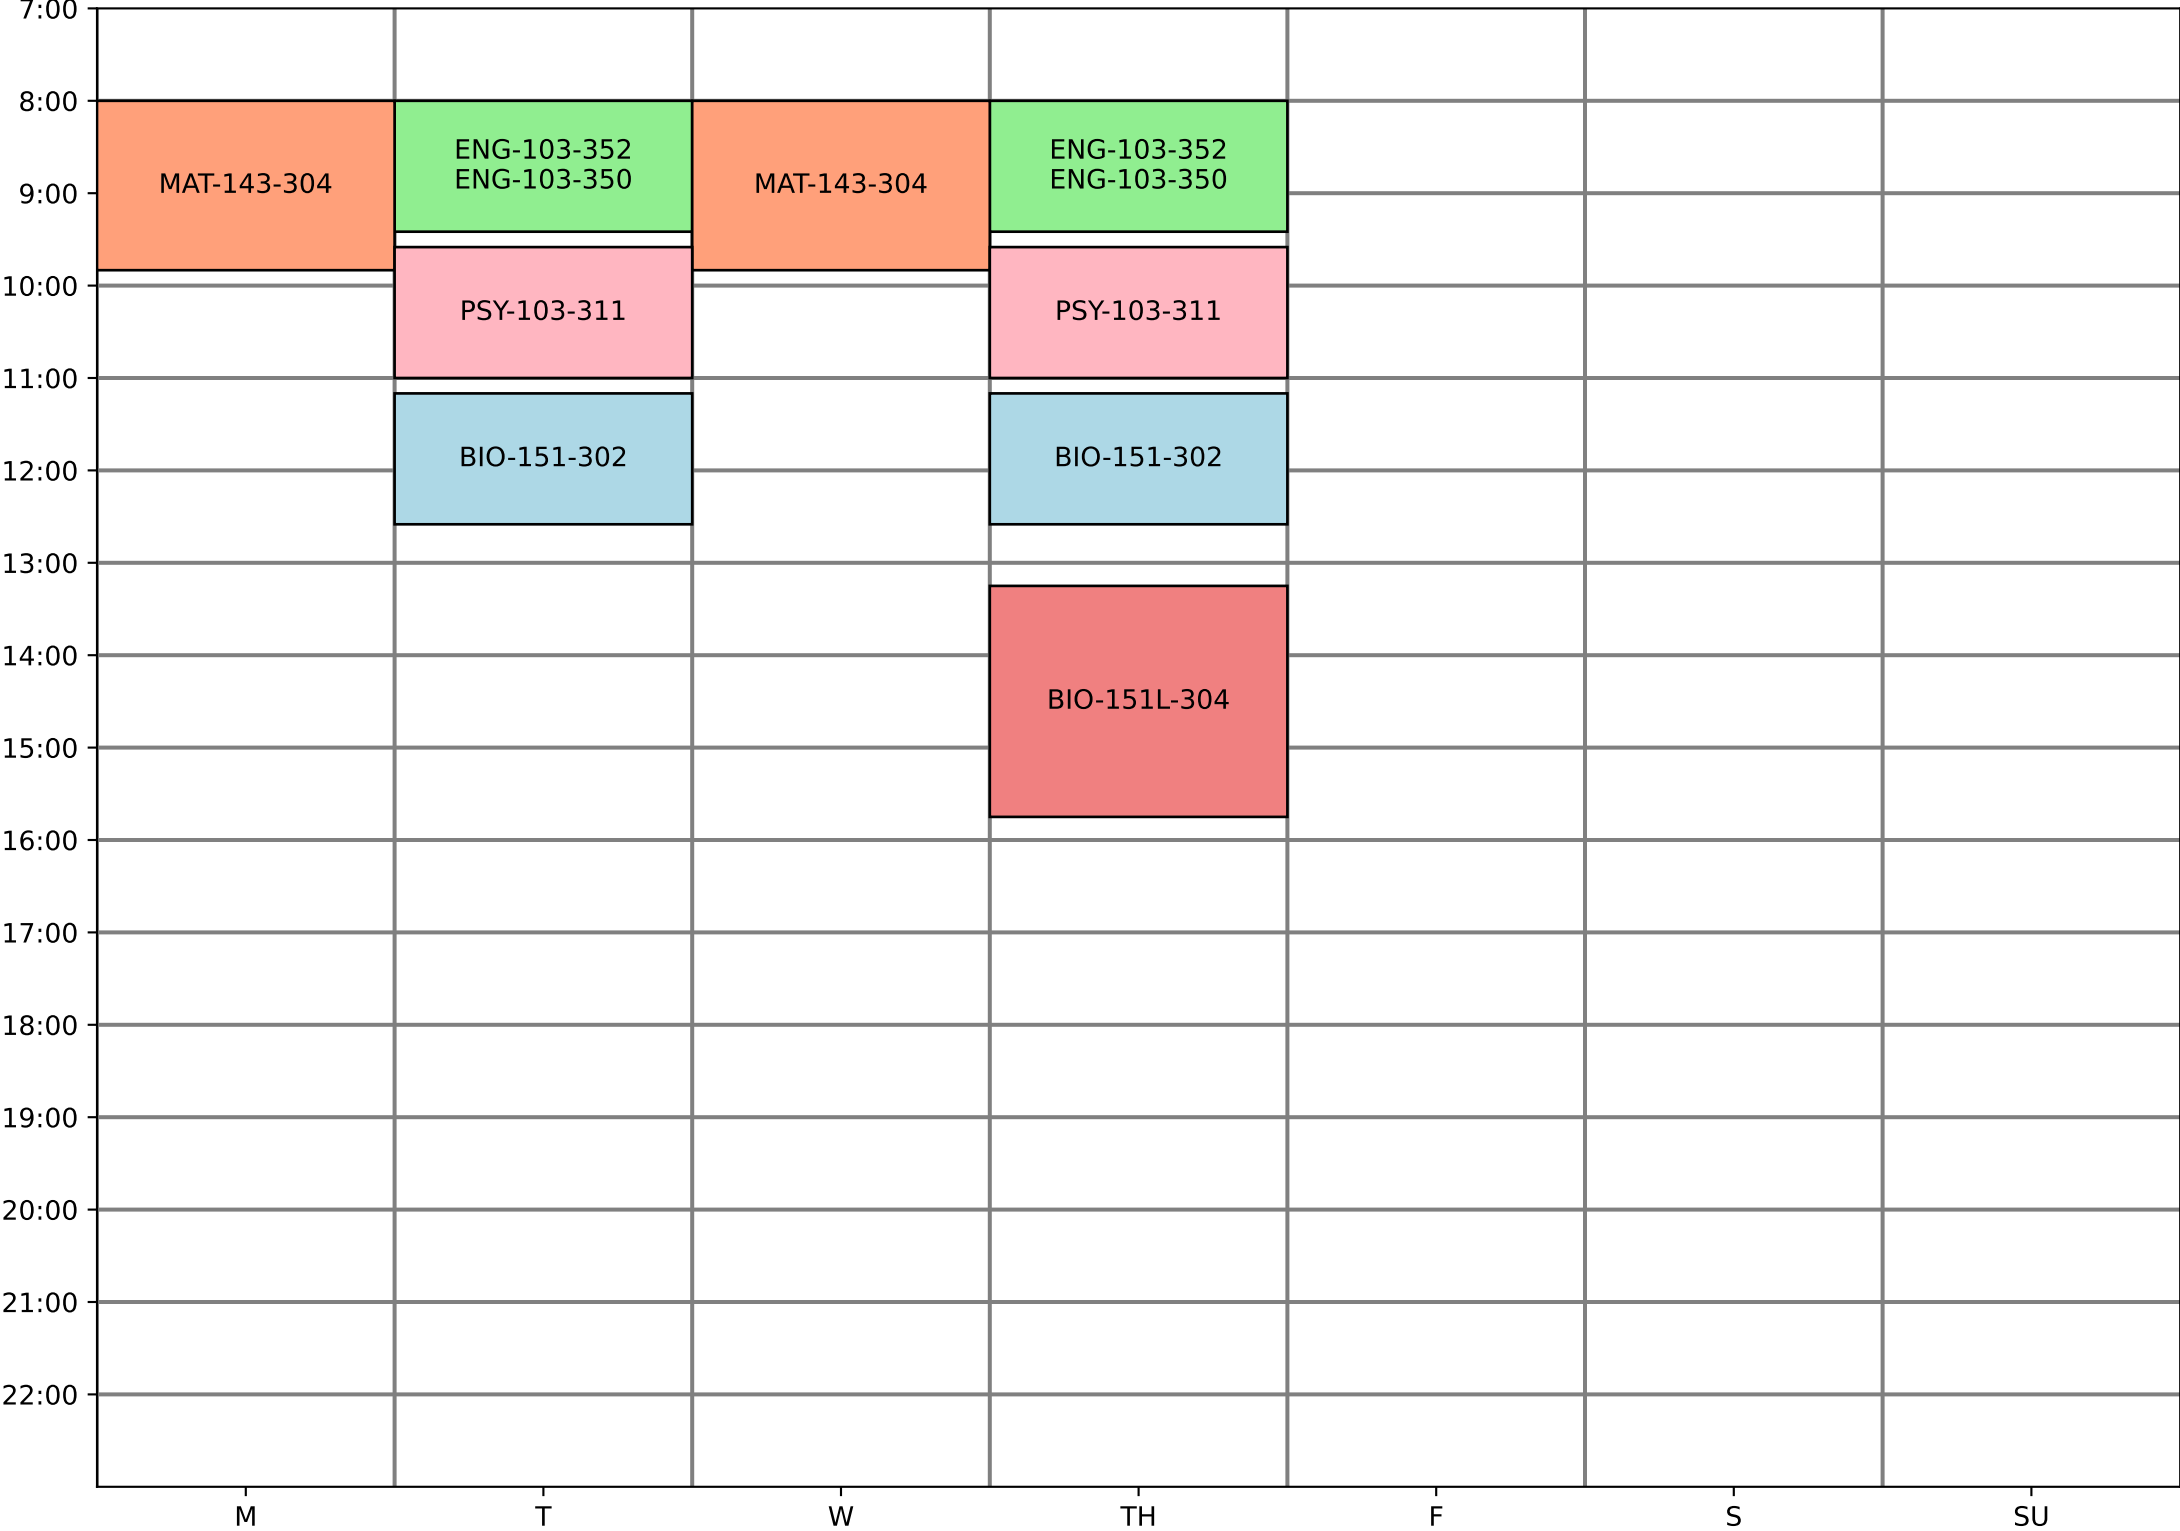 7:00
8:00
9:00
10:00
11:00
12:00
13:00
14:00
15:00
16:00
17:00
18:00
19:00
20:00
21:00
22:00
MAT-143-304
ENG-103-352
ENG-103-350
MAT-143-304
ENG-103-352
ENG-103-350
PSY-103-311
PSY-103-311
BIO-151-302
BIO-151-302
BIO-151L-304
M
T
W
TH
F
S
SU